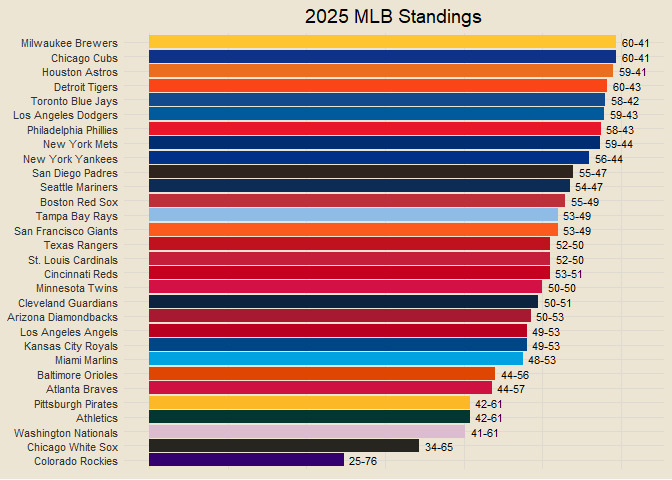 2025 MLB Standings
Milwaukee Brewers 60-41
Chicago Cubs 60-41
Houston Astros 59-41
Detroit Tigers 60-43
Toronto Blue Jays 58-42
Los Angeles Dodgers 59-43
Philadelphia Phillies 58-43
New York Mets 59-44
New York Yankees 56-44
San Diego Padres 55-47
Seattle Mariners 54-47
Boston Red Sox 55-49
Tampa Bay Rays 53-49
San Francisco Giants 53-49
Texas Rangers 52-50
St. Louis Cardinals 52-50
Cincinnati Reds 53-51
Minnesota Twins 50-50
Cleveland Guardians 50-51
Arizona Diamondbacks 50-53
Los Angeles Angels 49-53
Kansas City Royals 49-53
Miami Marlins 48-53
Baltimore Orioles 44-56
Atlanta Braves 44-57
Pittsburgh Pirates 42-61
Athletics 42-61
Washington Nationals 41-61
Chicago White Sox 34-65
Colorado Rockies 25-76